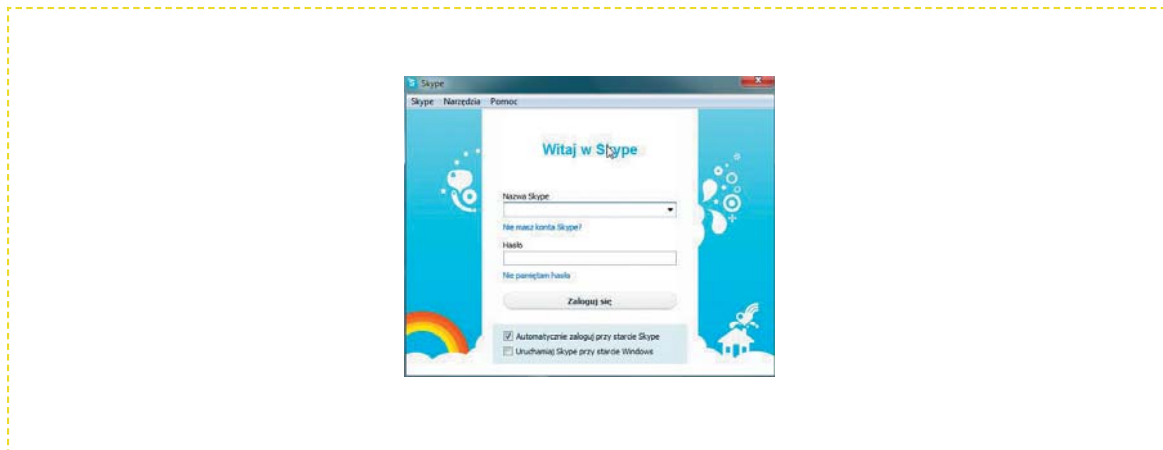 Skype
Skype Narzędzia Pomoc
Witaj w Skype
Nazwa Skype
Nie masz konta Skype?
Hasło
Nie pamiętam hasła
Zaloguj się
Automatycznie zaloguj przy starcie Skype
Uruchamiaj Skype przy starcie Windows